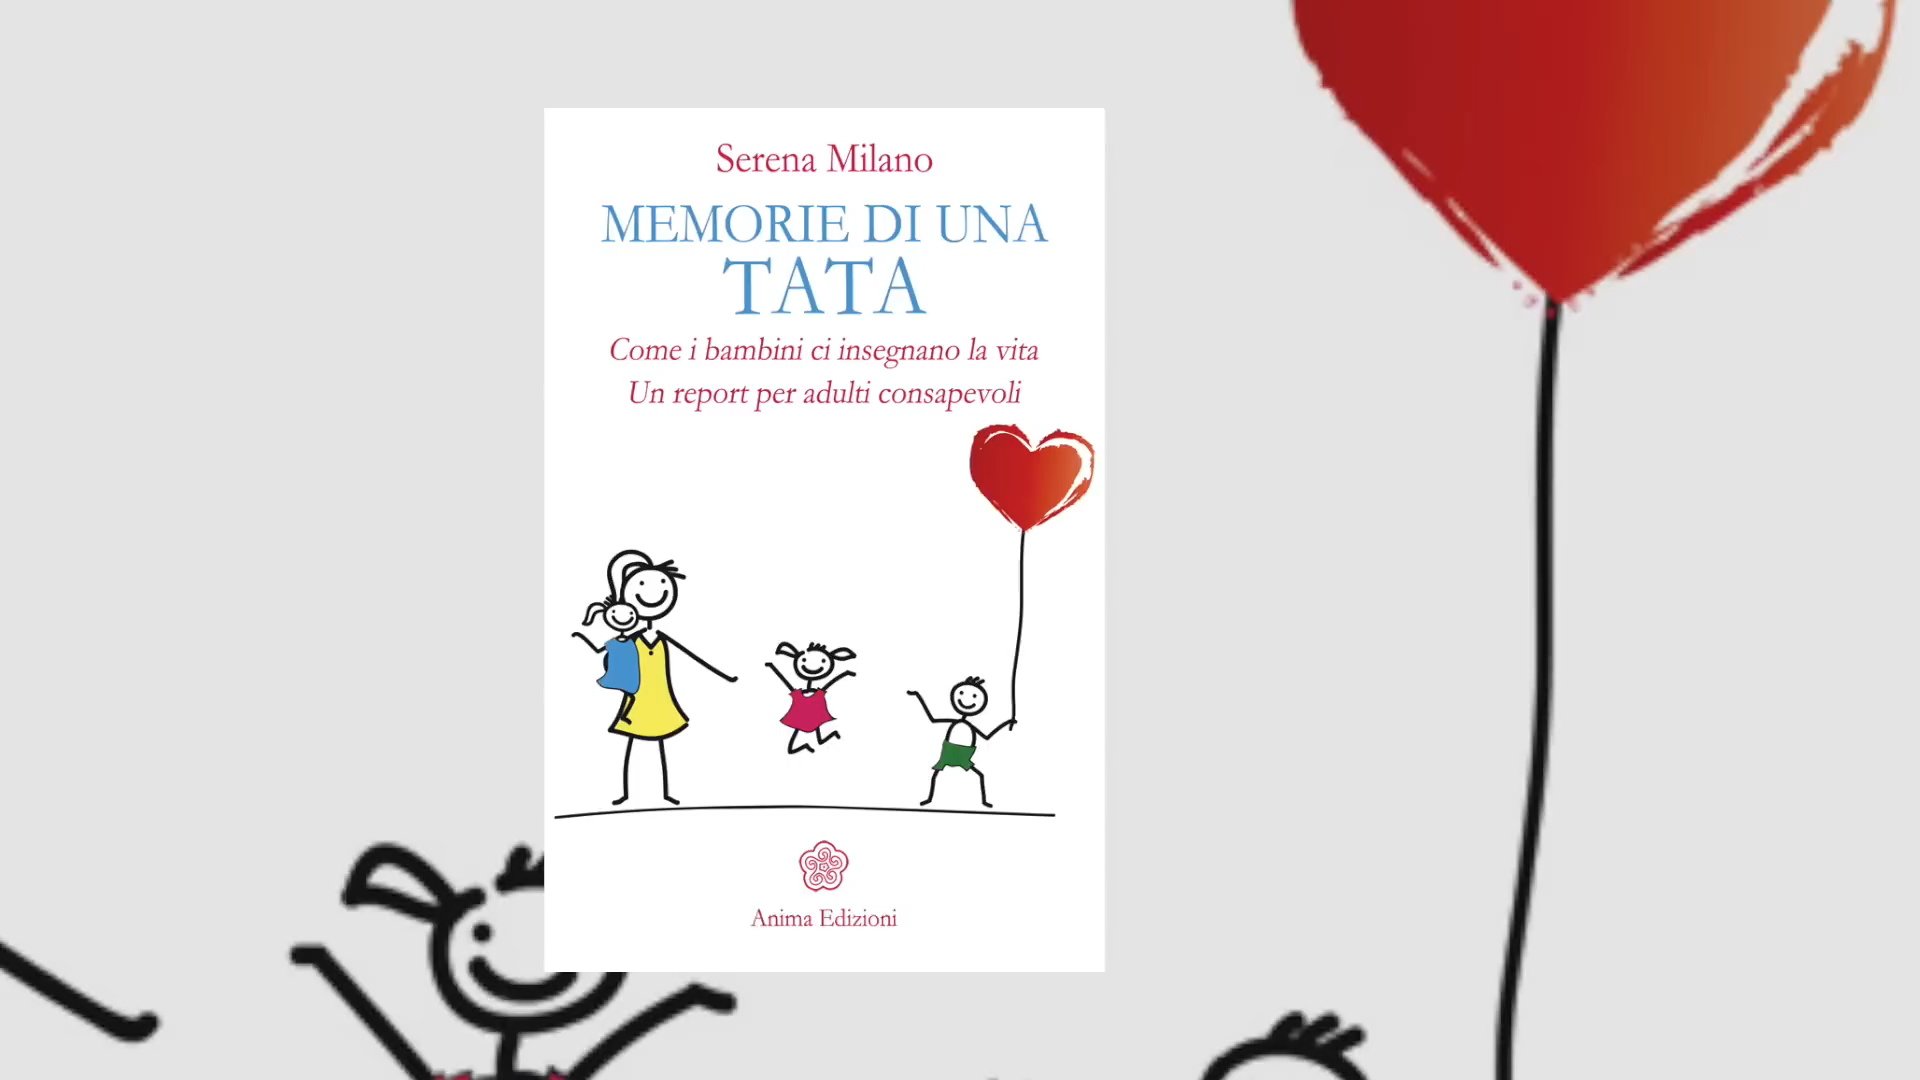 Serena Milano
MEMORIE DI UNA
TATA
Come i bambini ci insegnano la vita
Un report per adulti consapevoli
Anima Edizioni